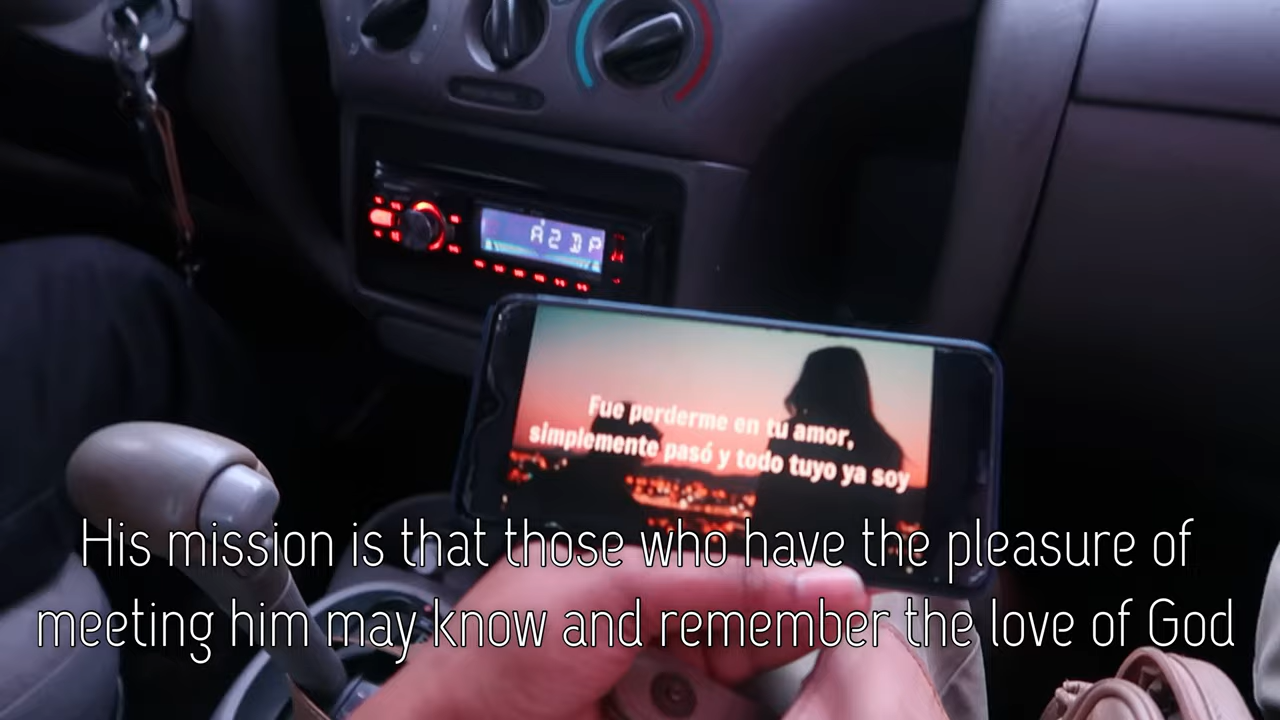 A2DP
Fue perderme en tu amor,
simplemente pasó y todo tuyo ya soy
His mission is that those who have the pleasure of
meeting him may know and remember the love of God